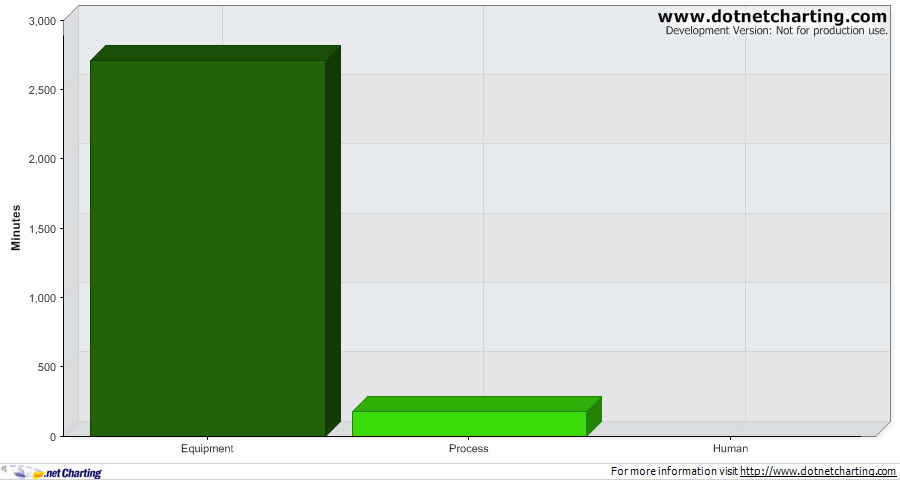 www.dotnetcharting.com
Development Version: Not for production use.
3,000
2,500
2,000
1,500
1,000
500
0
Minutes
Equipment Process Human
.net Charting
For more information visit http://www.dotnetcharting.com